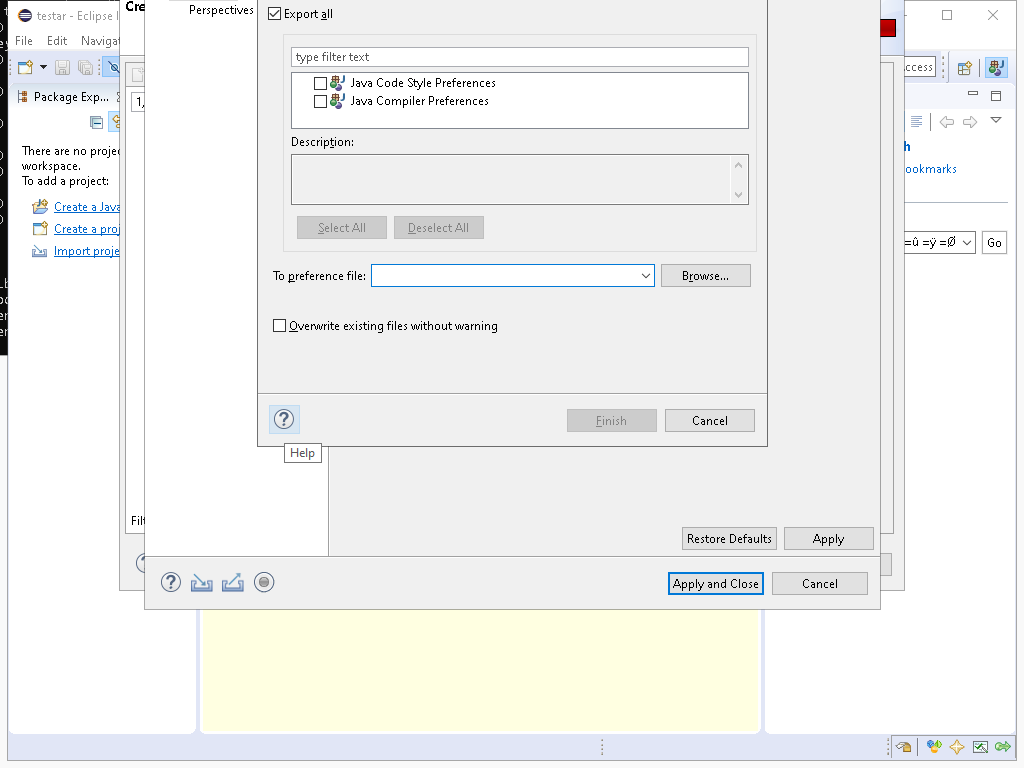 testar - Eclipse I
Cre
Perspectives
Export all
File Edit Navigat
type filter text
ccess
Java Code Style Preferences
Package Exp...
Java Compiler Preferences
1,
Description:
There are no projec
workspace.
To add a project:
h
ookmarks
Create a Java
Create a proj
Import proje
Select All Deselect All
=û =ÿ =Ø Go
To preference file: Browse...
Overwrite existing files without warning
Finish Cancel
Help
Filt
Restore Defaults Apply
Apply and Close Cancel